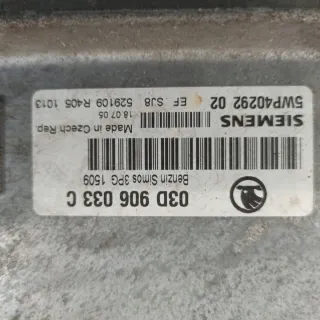 03D 906 033 C
Benzin Simos 3PG 1509
SIEMENS
5WP40292 02
Made in Czech Rep
18.07.05
EF SJ8 529109 R405 1013